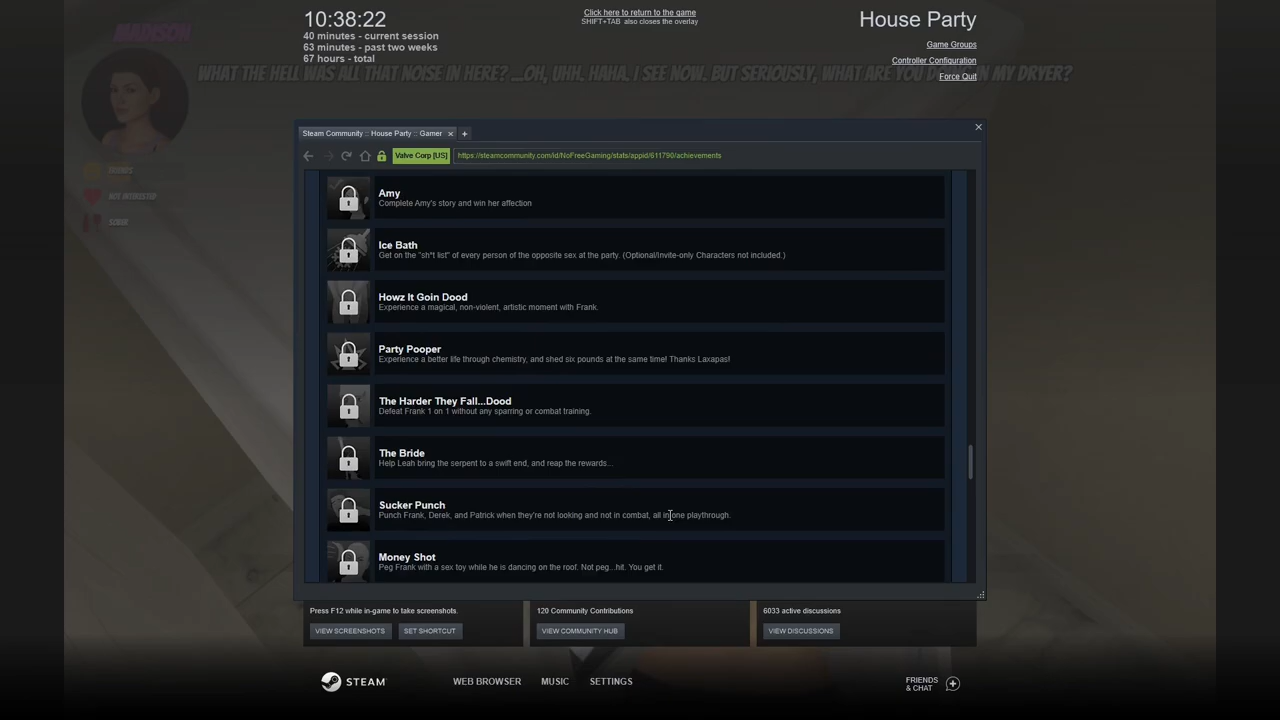 10:38:22
40 minutes - current session
63 minutes - past two weeks
67 hours - total
Click here to return to the game
SHIFT+TAB also closes the overlay
House Party
Game Groups
Controller Configuration
Force Quit
MADISON
WHAT THE HELL WAS ALL THAT NOISE IN HERE? ...OH, UHH. HAHA. I SEE NOW. BUT SERIOUSLY, WHAT ARE YOU DOING IN MY DRYER?
FRIENDS
NOT INTERESTED
SOBER
Steam Community :: House Party :: Gamer
Valve Corp [US]
https://steamcommunity.com/id/NoFreeGaming/stats/appid/611790/achievements
Amy
Complete Amy's story and win her affection
Ice Bath
Get on the "sh*t list" of every person of the opposite sex at the party. (Optional/Invite-only Characters not included.)
Howz It Goin Dood
Experience a magical, non-violent, artistic moment with Frank.
Party Pooper
Experience a better life through chemistry, and shed six pounds at the same time! Thanks Laxapas!
The Harder They Fall...Dood
Defeat Frank 1 on 1 without any sparring or combat training.
The Bride
Help Leah bring the serpent to a swift end, and reap the rewards...
Sucker Punch
Punch Frank, Derek, and Patrick when they're not looking and not in combat, all in one playthrough.
Money Shot
Peg Frank with a sex toy while he is dancing on the roof. Not peg...hit. You get it.
Press F12 while in-game to take screenshots.
VIEW SCREENSHOTS
SET SHORTCUT
120 Community Contributions
VIEW COMMUNITY HUB
6033 active discussions
VIEW DISCUSSIONS
STEAM
WEB BROWSER
MUSIC
SETTINGS
FRIENDS
& CHAT